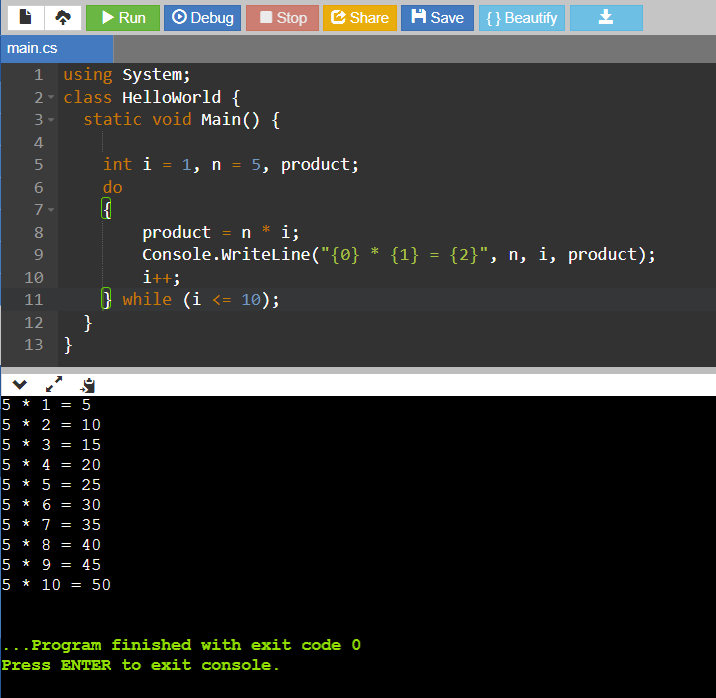 Run Debug Stop Share Save { } Beautify
main.cs
1 using System;
2 class HelloWorld {
3   static void Main() {
4
5     int i = 1, n = 5, product;
6     do
7     {
8         product = n * i;
9         Console.WriteLine("{0} * {1} = {2}", n, i, product);
10         i++;
11     } while (i <= 10);
12   }
13 }
5 * 1 = 5
5 * 2 = 10
5 * 3 = 15
5 * 4 = 20
5 * 5 = 25
5 * 6 = 30
5 * 7 = 35
5 * 8 = 40
5 * 9 = 45
5 * 10 = 50
...Program finished with exit code 0
Press ENTER to exit console.